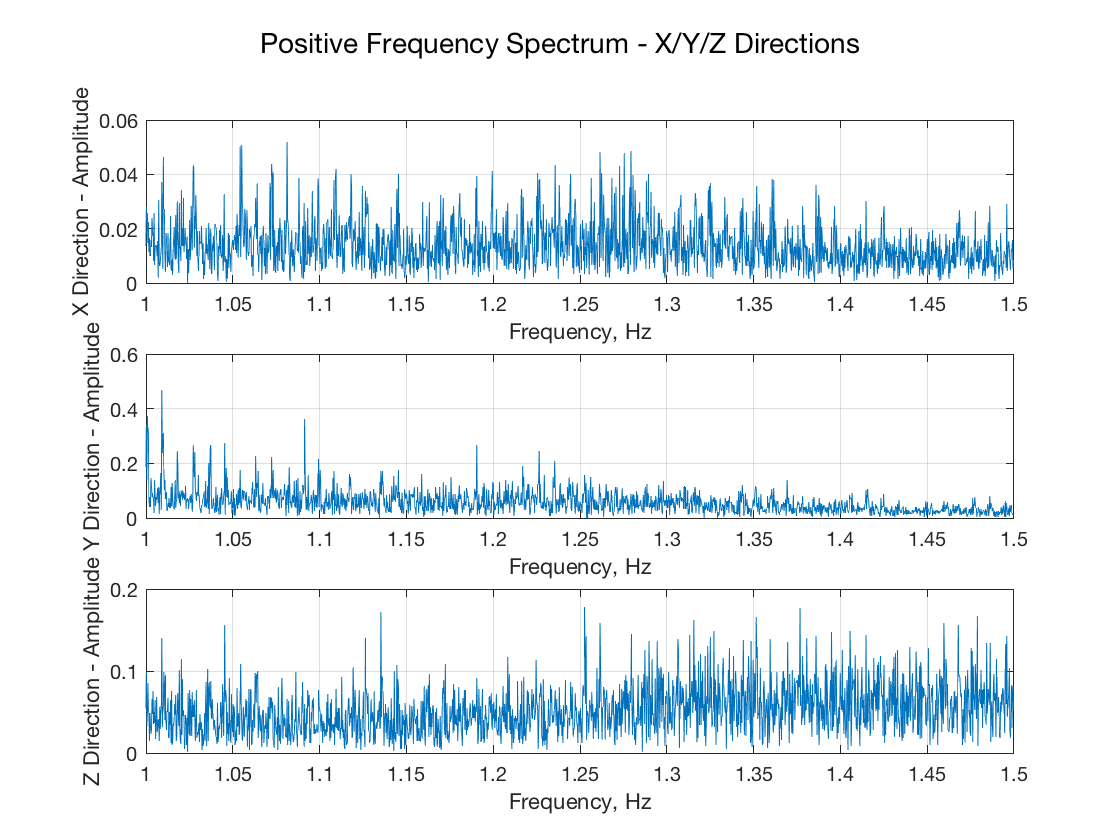 Positive Frequency Spectrum - X/Y/Z Directions
X Direction - Amplitude
0.06
0.04
0.02
0
1 1.05 1.1 1.15 1.2 1.25 1.3 1.35 1.4 1.45 1.5
Frequency, Hz
Y Direction - Amplitude
0.6
0.4
0.2
0
1 1.05 1.1 1.15 1.2 1.25 1.3 1.35 1.4 1.45 1.5
Frequency, Hz
Z Direction - Amplitude
0.2
0.1
0
1 1.05 1.1 1.15 1.2 1.25 1.3 1.35 1.4 1.45 1.5
Frequency, Hz